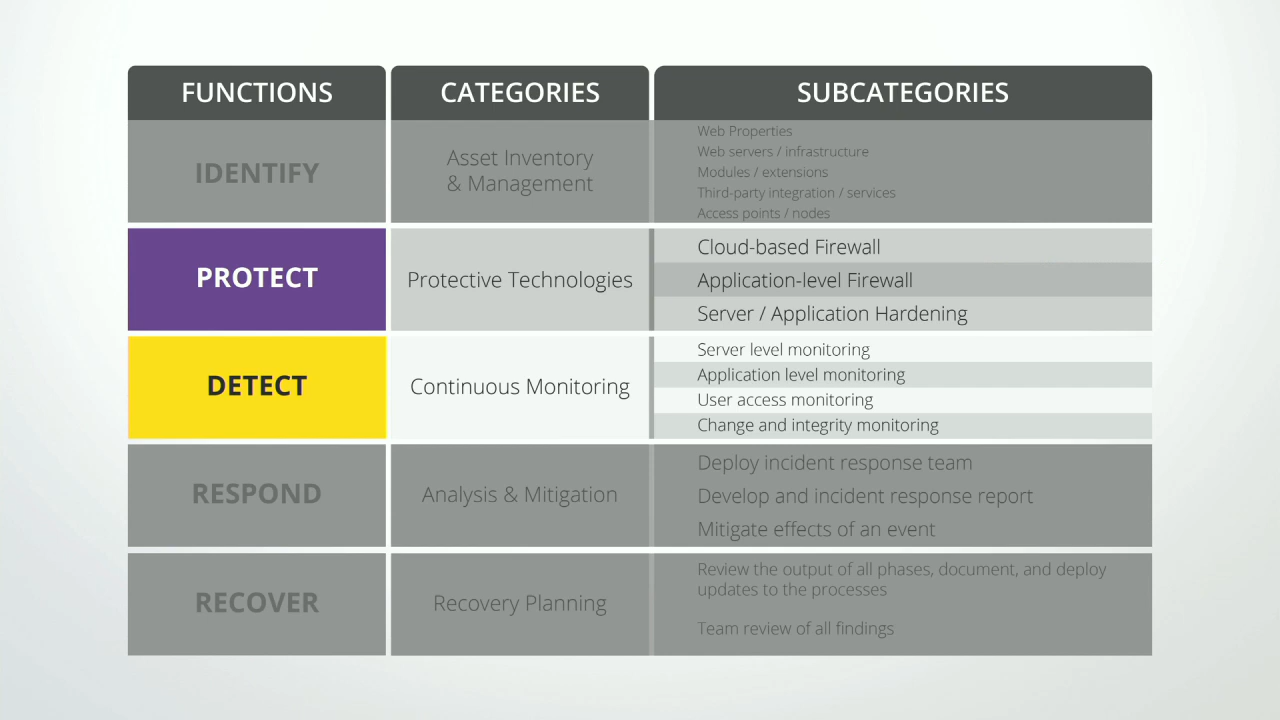 FUNCTIONS
CATEGORIES
SUBCATEGORIES
IDENTIFY
Asset Inventory
& Management
Web Properties
Web servers / infrastructure
Modules / extensions
Third-party integration / services
Access points / nodes
PROTECT
Protective Technologies
Cloud-based Firewall
Application-level Firewall
Server / Application Hardening
DETECT
Continuous Monitoring
Server level monitoring
Application level monitoring
User access monitoring
Change and integrity monitoring
RESPOND
Analysis & Mitigation
Deploy incident response team
Develop and incident response report
Mitigate effects of an event
RECOVER
Recovery Planning
Review the output of all phases, document, and deploy
updates to the processes
Team review of all findings